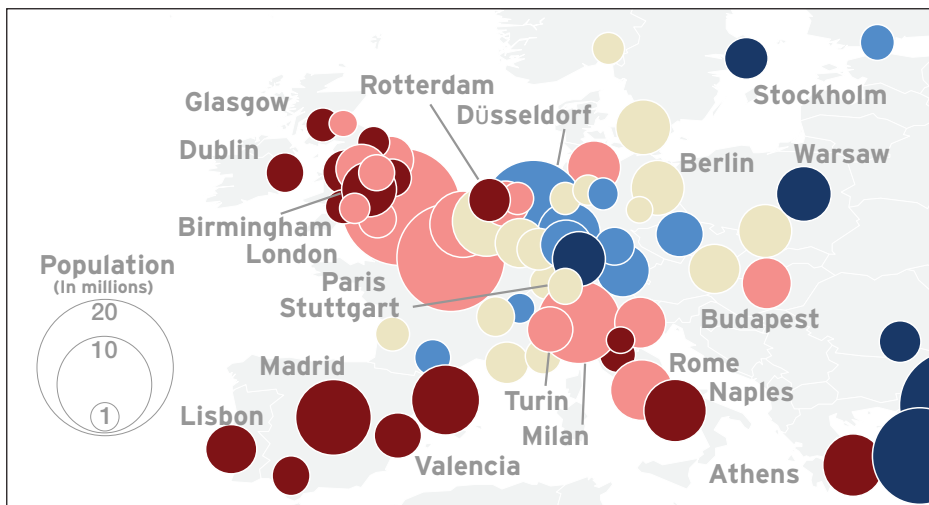 Rotterdam
Glasgow
DÜsseldorf
Stockholm
Dublin
Berlin
Warsaw
Birmingham
London
Population
(In millions)
20
10
1
Paris
Stuttgart
Budapest
Madrid
Rome
Naples
Lisbon
Turin
Milan
Valencia
Athens